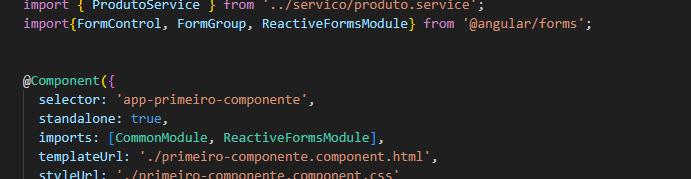 import { ProdutoService } from '../servico/produto.service';
import{FormControl, FormGroup, ReactiveFormsModule} from '@angular/forms';
@Component({
selector: 'app-primeiro-componente',
standalone: true,
imports: [CommonModule, ReactiveFormsModule],
templateUrl: './primeiro-componente.component.html',
styleUrl: './primeiro-componente.component.css'